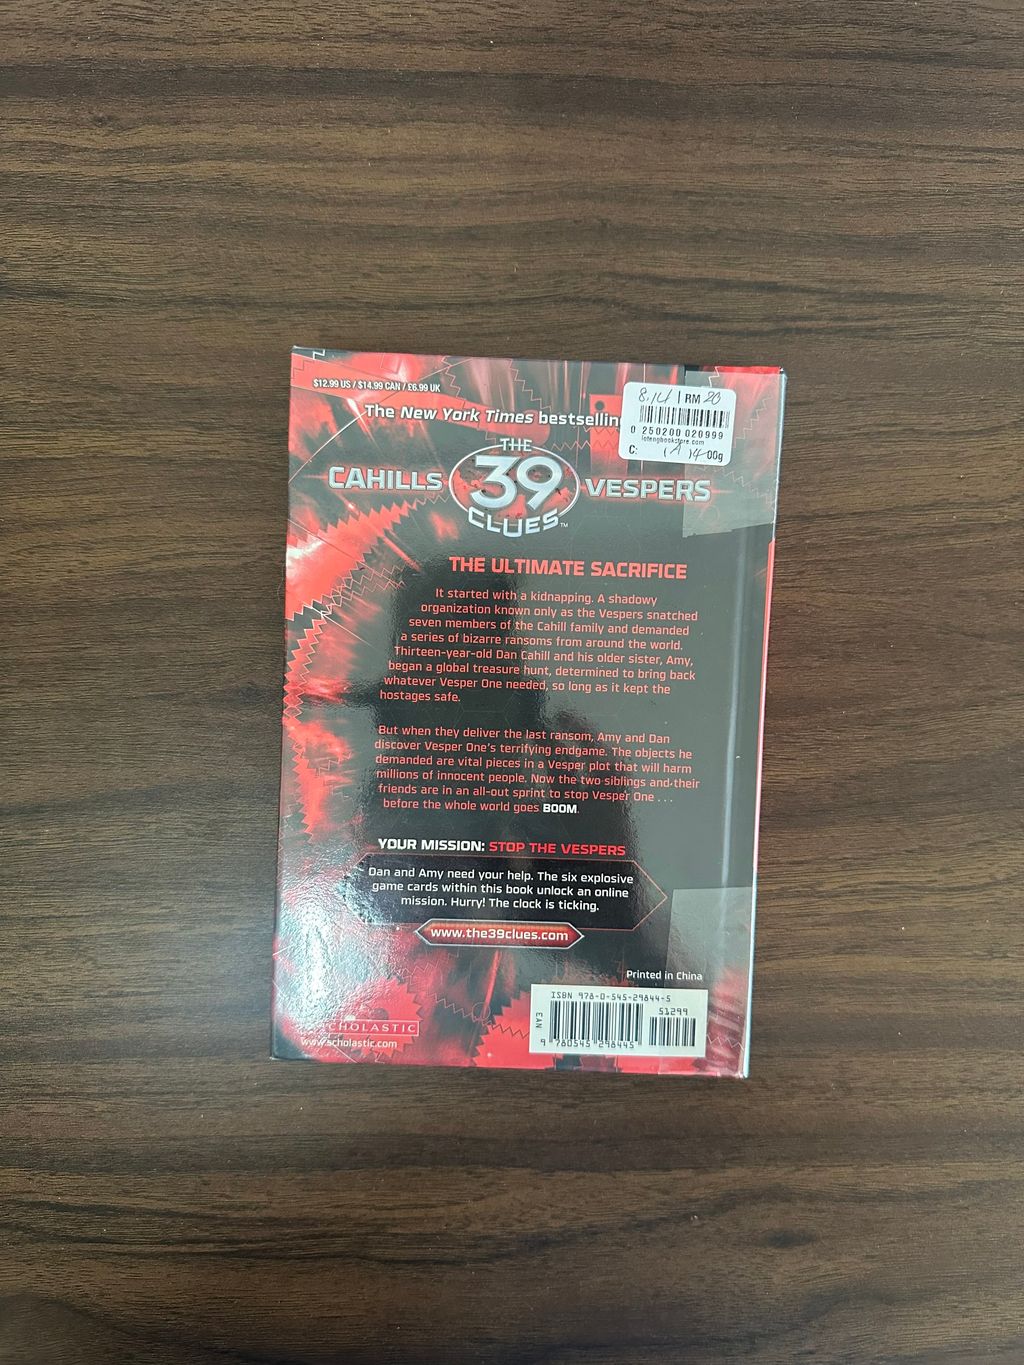 $12.99 US / $14.99 CAN / £6.99 UK
The New York Times bestselling
8.14 | RM 20
0 250200 020999
lotengbookstore.com
C: 00g
THE
CAHILLS 39 VESPERS
CLUES™
THE ULTIMATE SACRIFICE
It started with a kidnapping. A shadowy
organization known only as the Vespers snatched
seven members of the Cahill family and demanded
a series of bizarre ransoms from around the world.
Thirteen-year-old Dan Cahill and his older sister, Amy,
began a global treasure hunt, determined to bring back
whatever Vesper One needed, so long as it kept the
hostages safe.
But when they deliver the last ransom, Amy and Dan
discover Vesper One's terrifying endgame. The objects he
demanded are vital pieces in a Vesper plot that will harm
millions of innocent people. Now the two siblings and their
friends are in an all-out sprint to stop Vesper One . . .
before the whole world goes BOOM.
YOUR MISSION: STOP THE VESPERS
Dan and Amy need your help. The six explosive
game cards within this book unlock an online
mission. Hurry! The clock is ticking.
www.the39clues.com
Printed in China
ISBN 978-0-545-29844-5
51299
EAN
9 780545 298445
SCHOLASTIC
www.scholastic.com